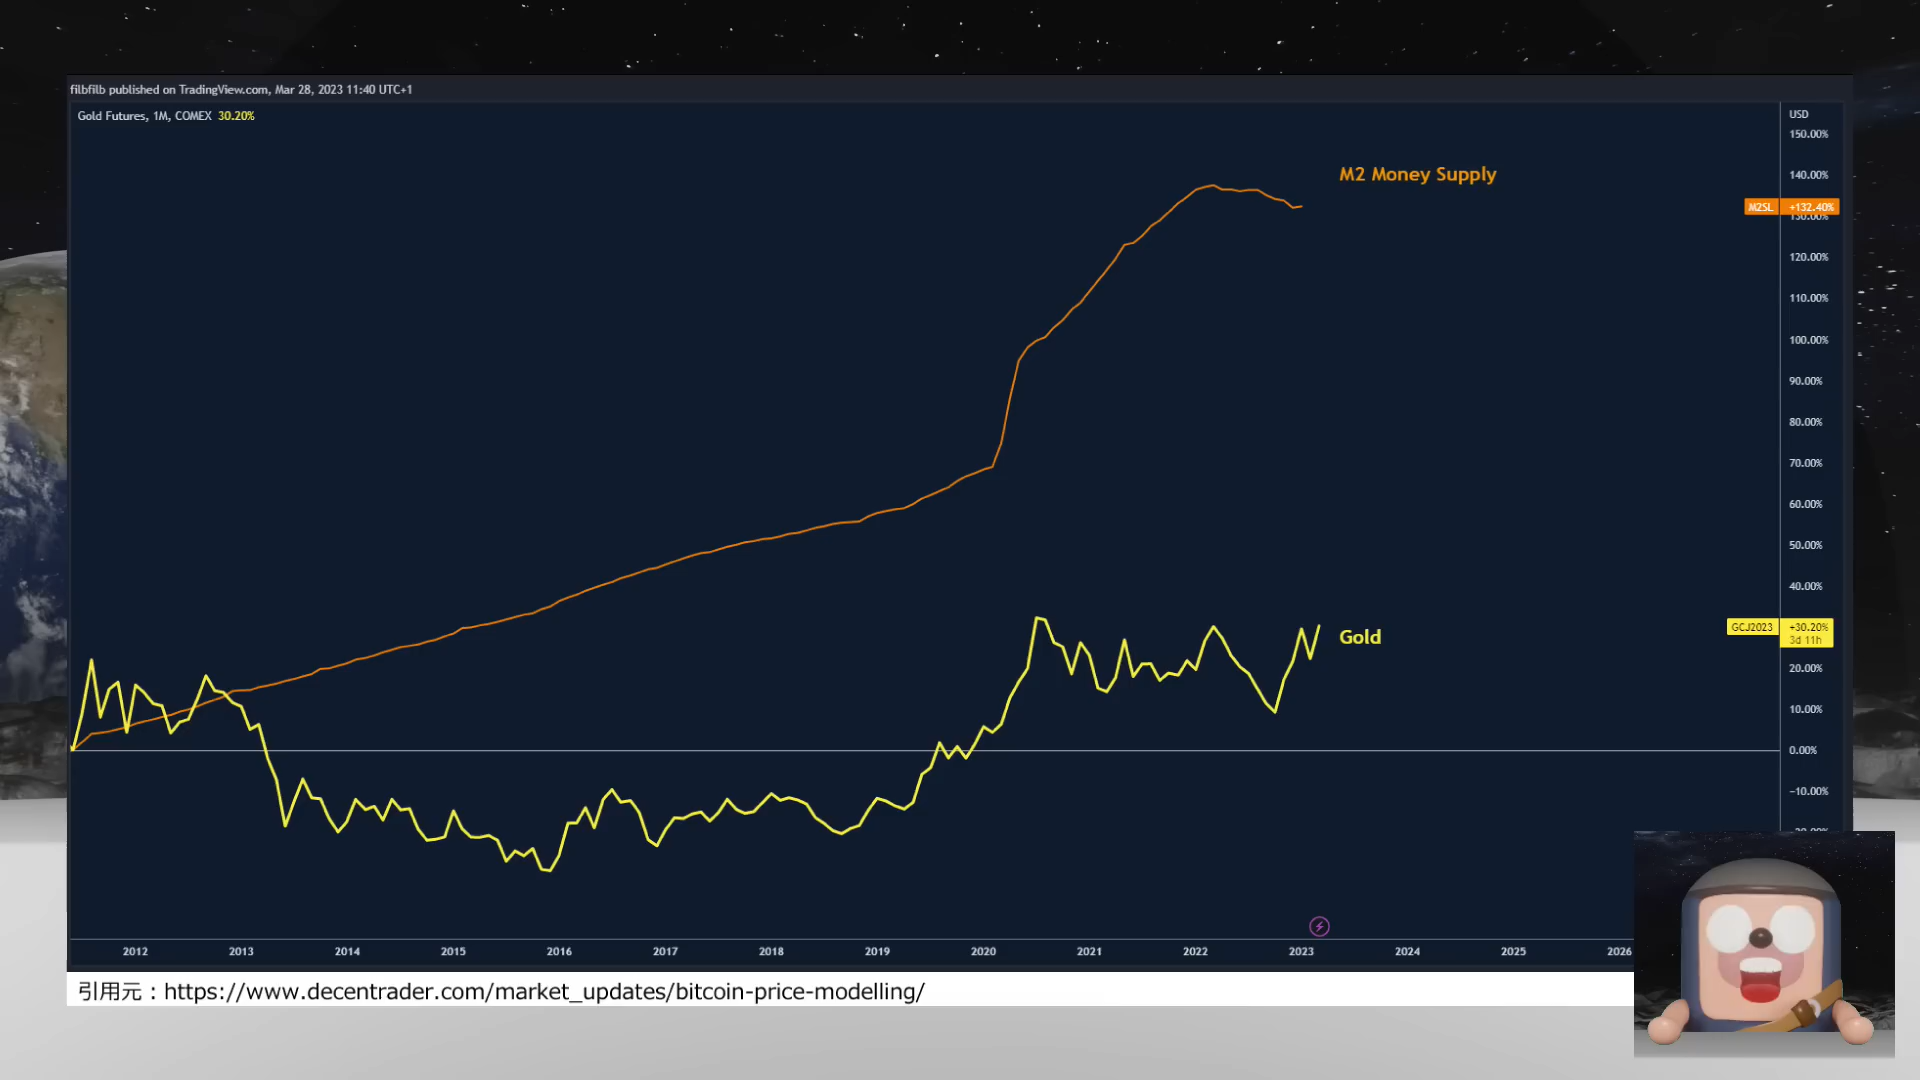 filbfilb published on TradingView.com, Mar 28, 2023 11:40 UTC+1
Gold Futures, 1M, COMEX 30.20%
USD
150.00%
M2 Money Supply
140.00%
M2SL +132.40%
130.00%
120.00%
110.00%
100.00%
90.00%
80.00%
70.00%
60.00%
50.00%
40.00%
GCJ2023 +30.20%
3d 11h
Gold
20.00%
10.00%
0.00%
−10.00%
2012 2013 2014 2015 2016 2017 2018 2019 2020 2021 2022 2023 2024 2025 2026
引用元：https://www.decentrader.com/market_updates/bitcoin-price-modelling/